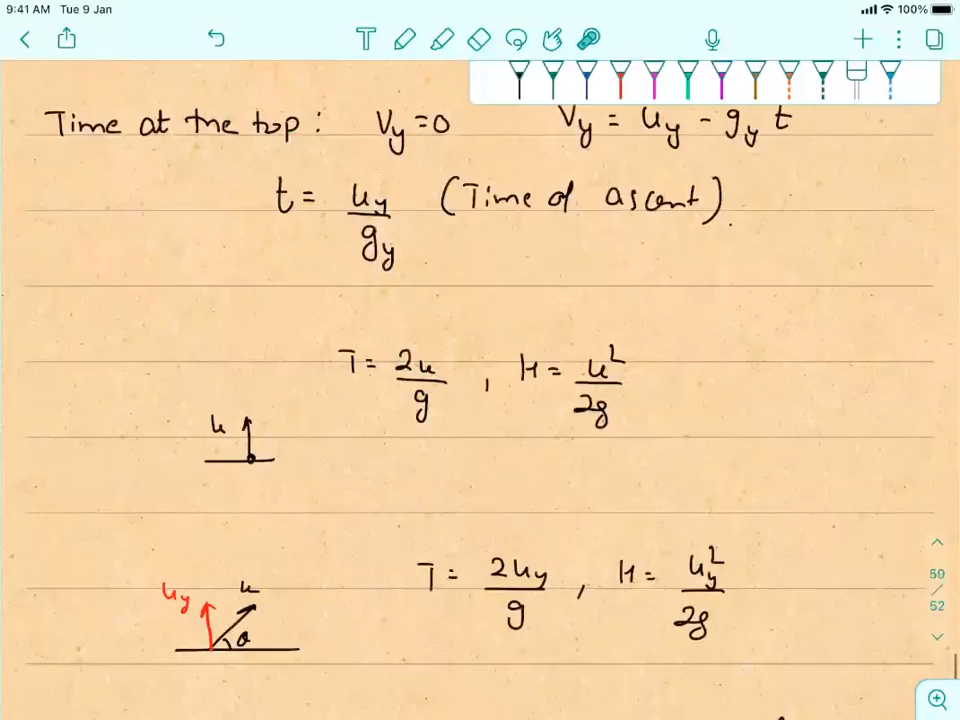 9:41 AM Tue 9 Jan 100%
Time at the top : Vy = 0 Vy = uy - gy t
t = uy/gy (Time of ascent).
T = 2u/g , H = u²/2g
u
T = 2uy/g , H = uy²/2g
uy u
θ
50
/
52